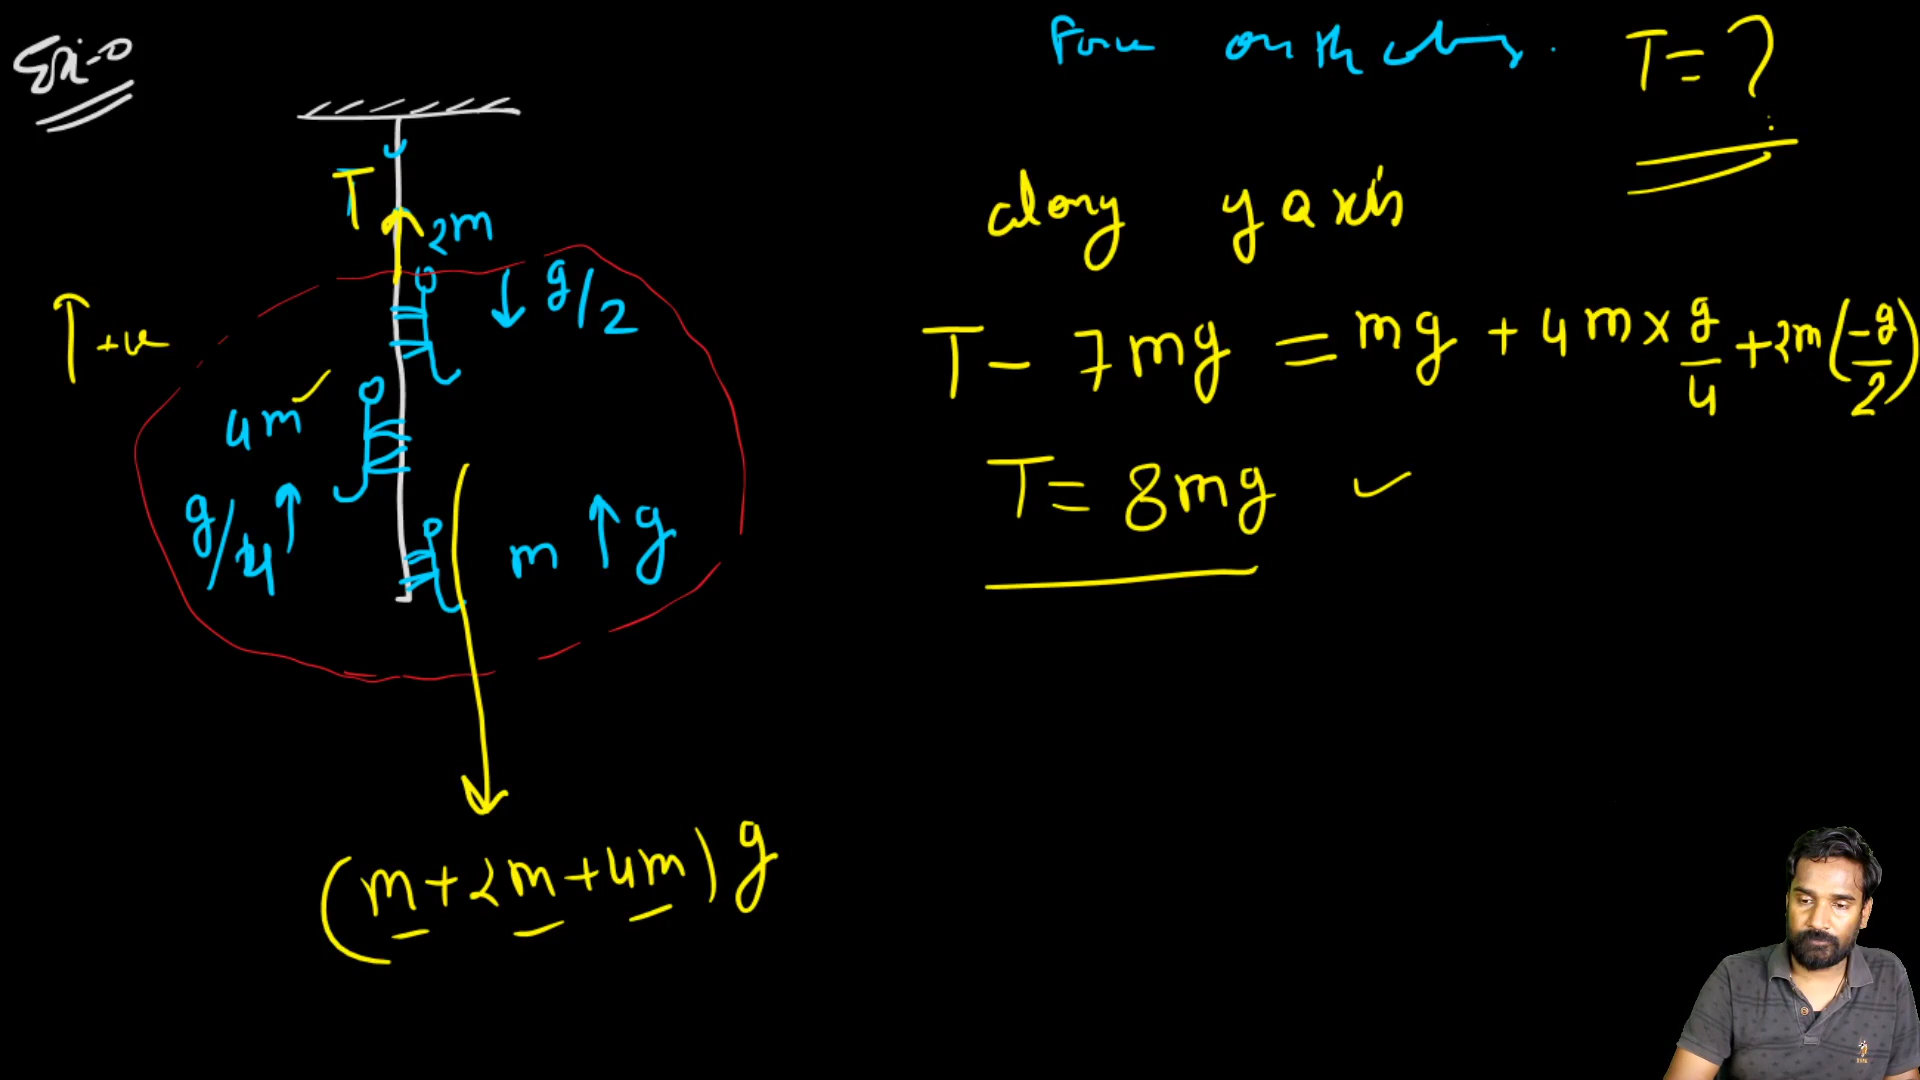 Force on the
T = ?
T
2m
↓ g/2
↑ +ve
4m
g/4 ↑
m ↑ g
(m + 2m + 4m) g
along y axis
T - 7mg = mg + 4m × g/4 + 2m (-g/2)
T = 8mg ✓